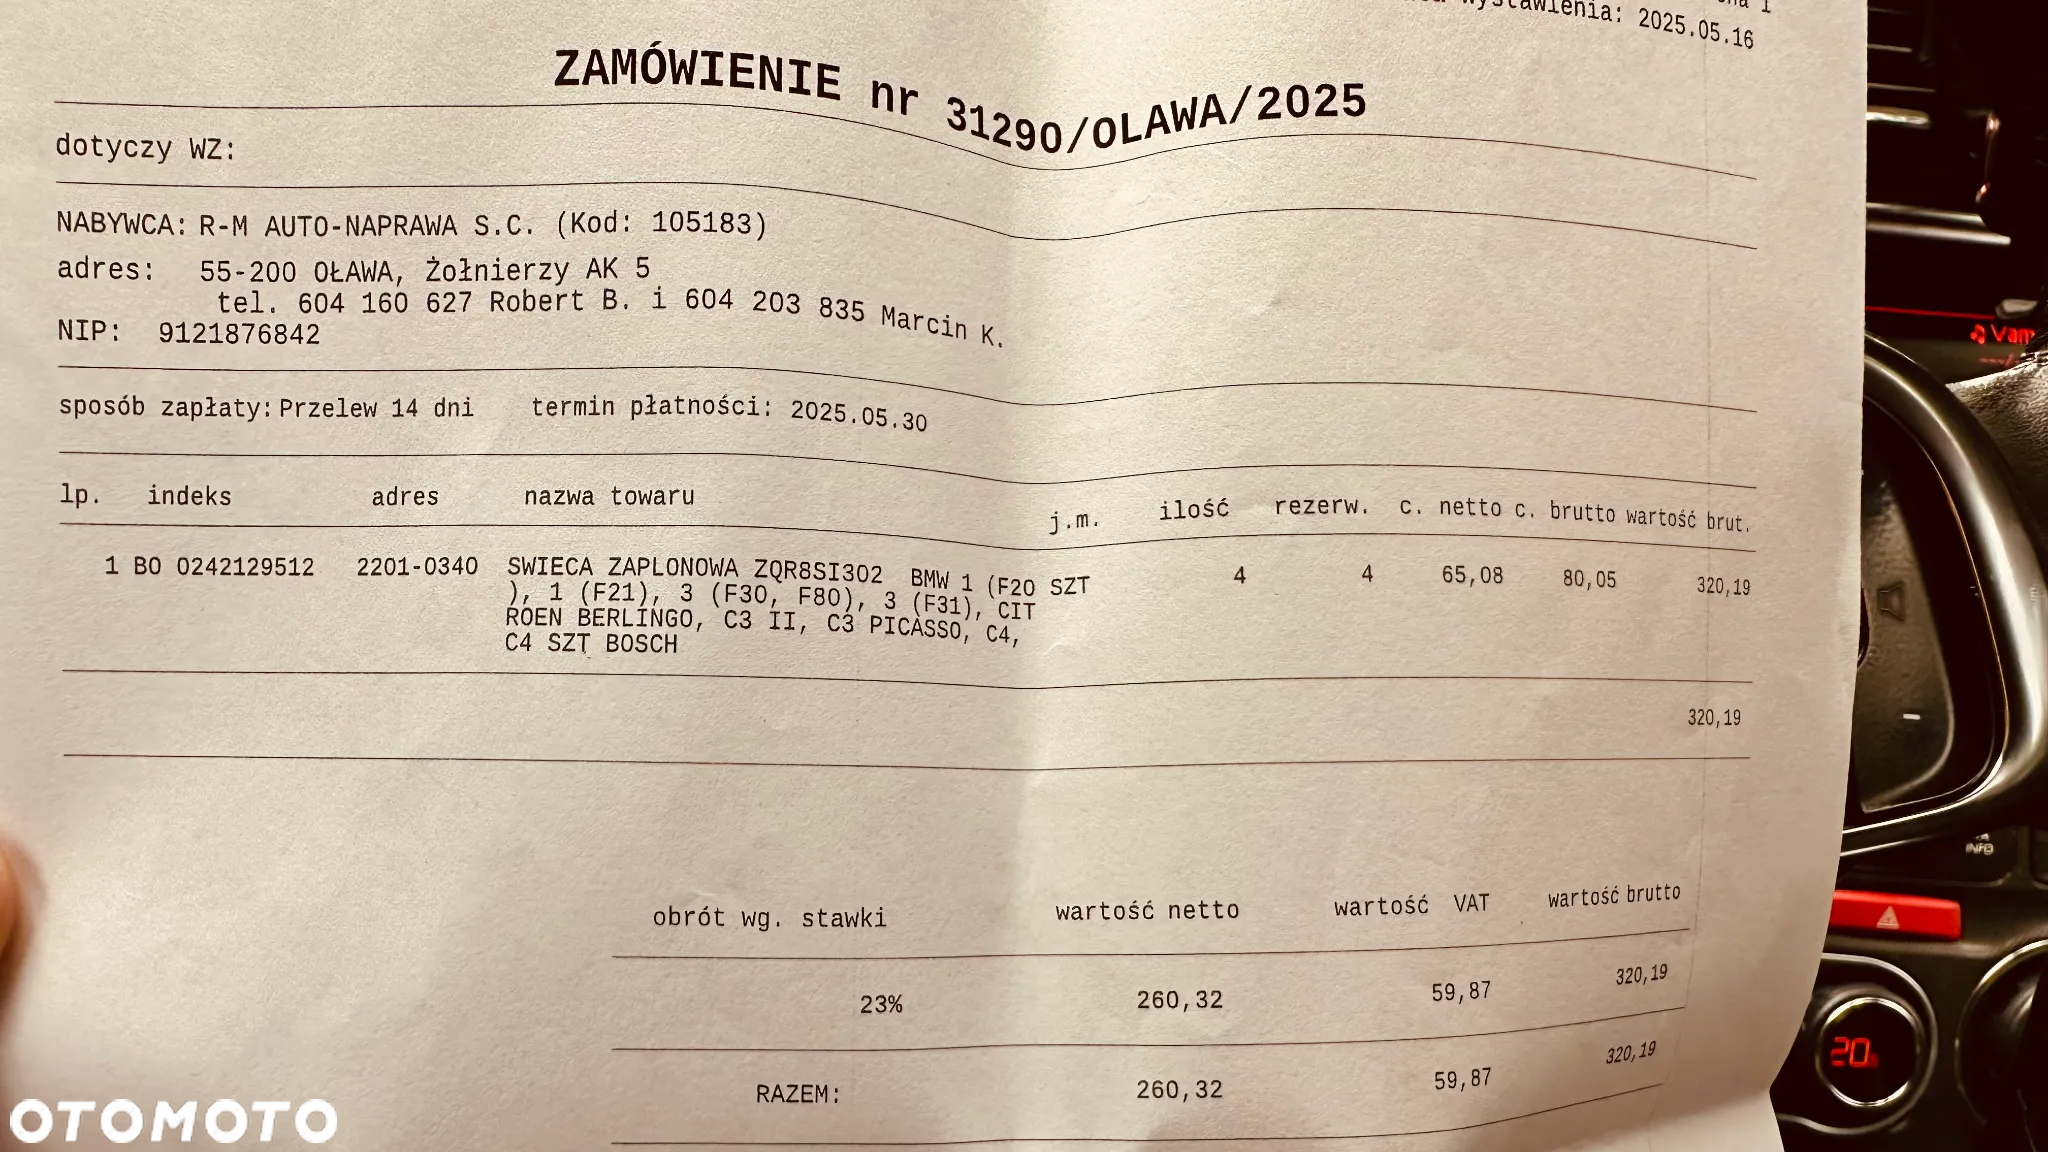 wystawienia: 2025.05.16
ZAMÓWIENIE nr 31290/OLAWA/2025
dotyczy WZ:
NABYWCA: R-M AUTO-NAPRAWA S.C. (Kod: 105183)
adres: 55-200 OŁAWA, Żołnierzy AK 5
tel. 604 160 627 Robert B. i 604 203 835 Marcin K.
NIP: 9121876842
sposób zapłaty: Przelew 14 dni termin płatności: 2025.05.30
lp. indeks adres nazwa towaru j.m. ilość rezerw. c. netto c. brutto wartość brut.
1 BO 0242129512 2201-0340 SWIECA ZAPLONOWA ZQR8SI302 BMW 1 (F20 SZT 4 4 65,08 80,05 320,19
), 1 (F21), 3 (F30, F80), 3 (F31), CIT
ROEN BERLINGO, C3 II, C3 PICASSO, C4,
C4 SZT BOSCH
320,19
obrót wg. stawki wartość netto wartość VAT wartość brutto
23% 260,32 59,87 320,19
RAZEM: 260,32 59,87 320,19
Vam
INFO
20
OTOMOTO